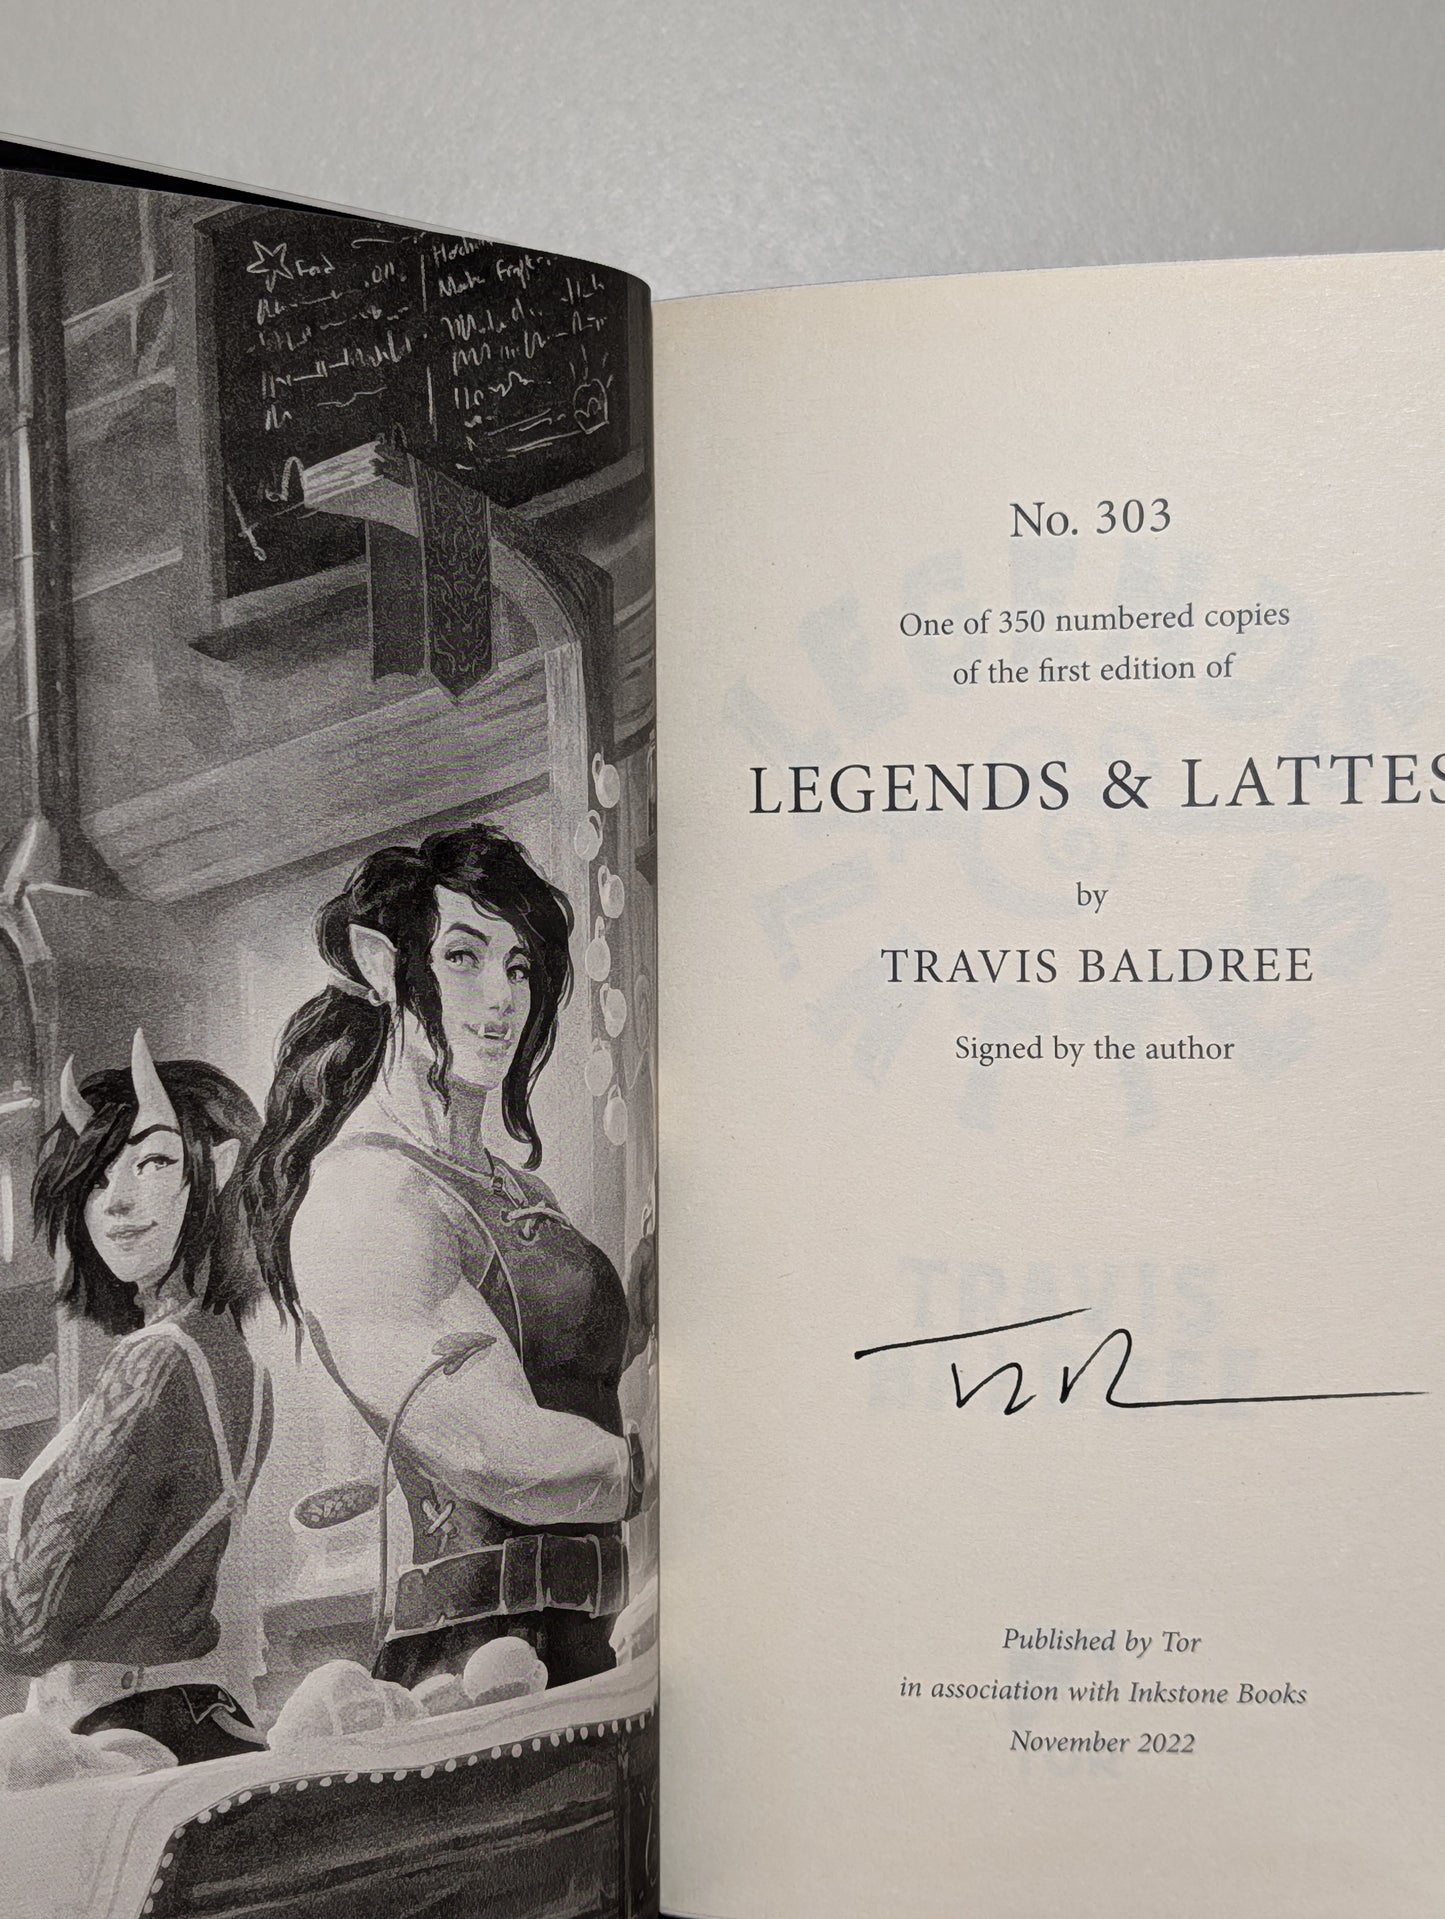 No. 303
One of 350 numbered copies
of the first edition of
LEGENDS & LATTES
by
TRAVIS BALDREE
Signed by the author
Published by Tor
in association with Inkstone Books
November 2022